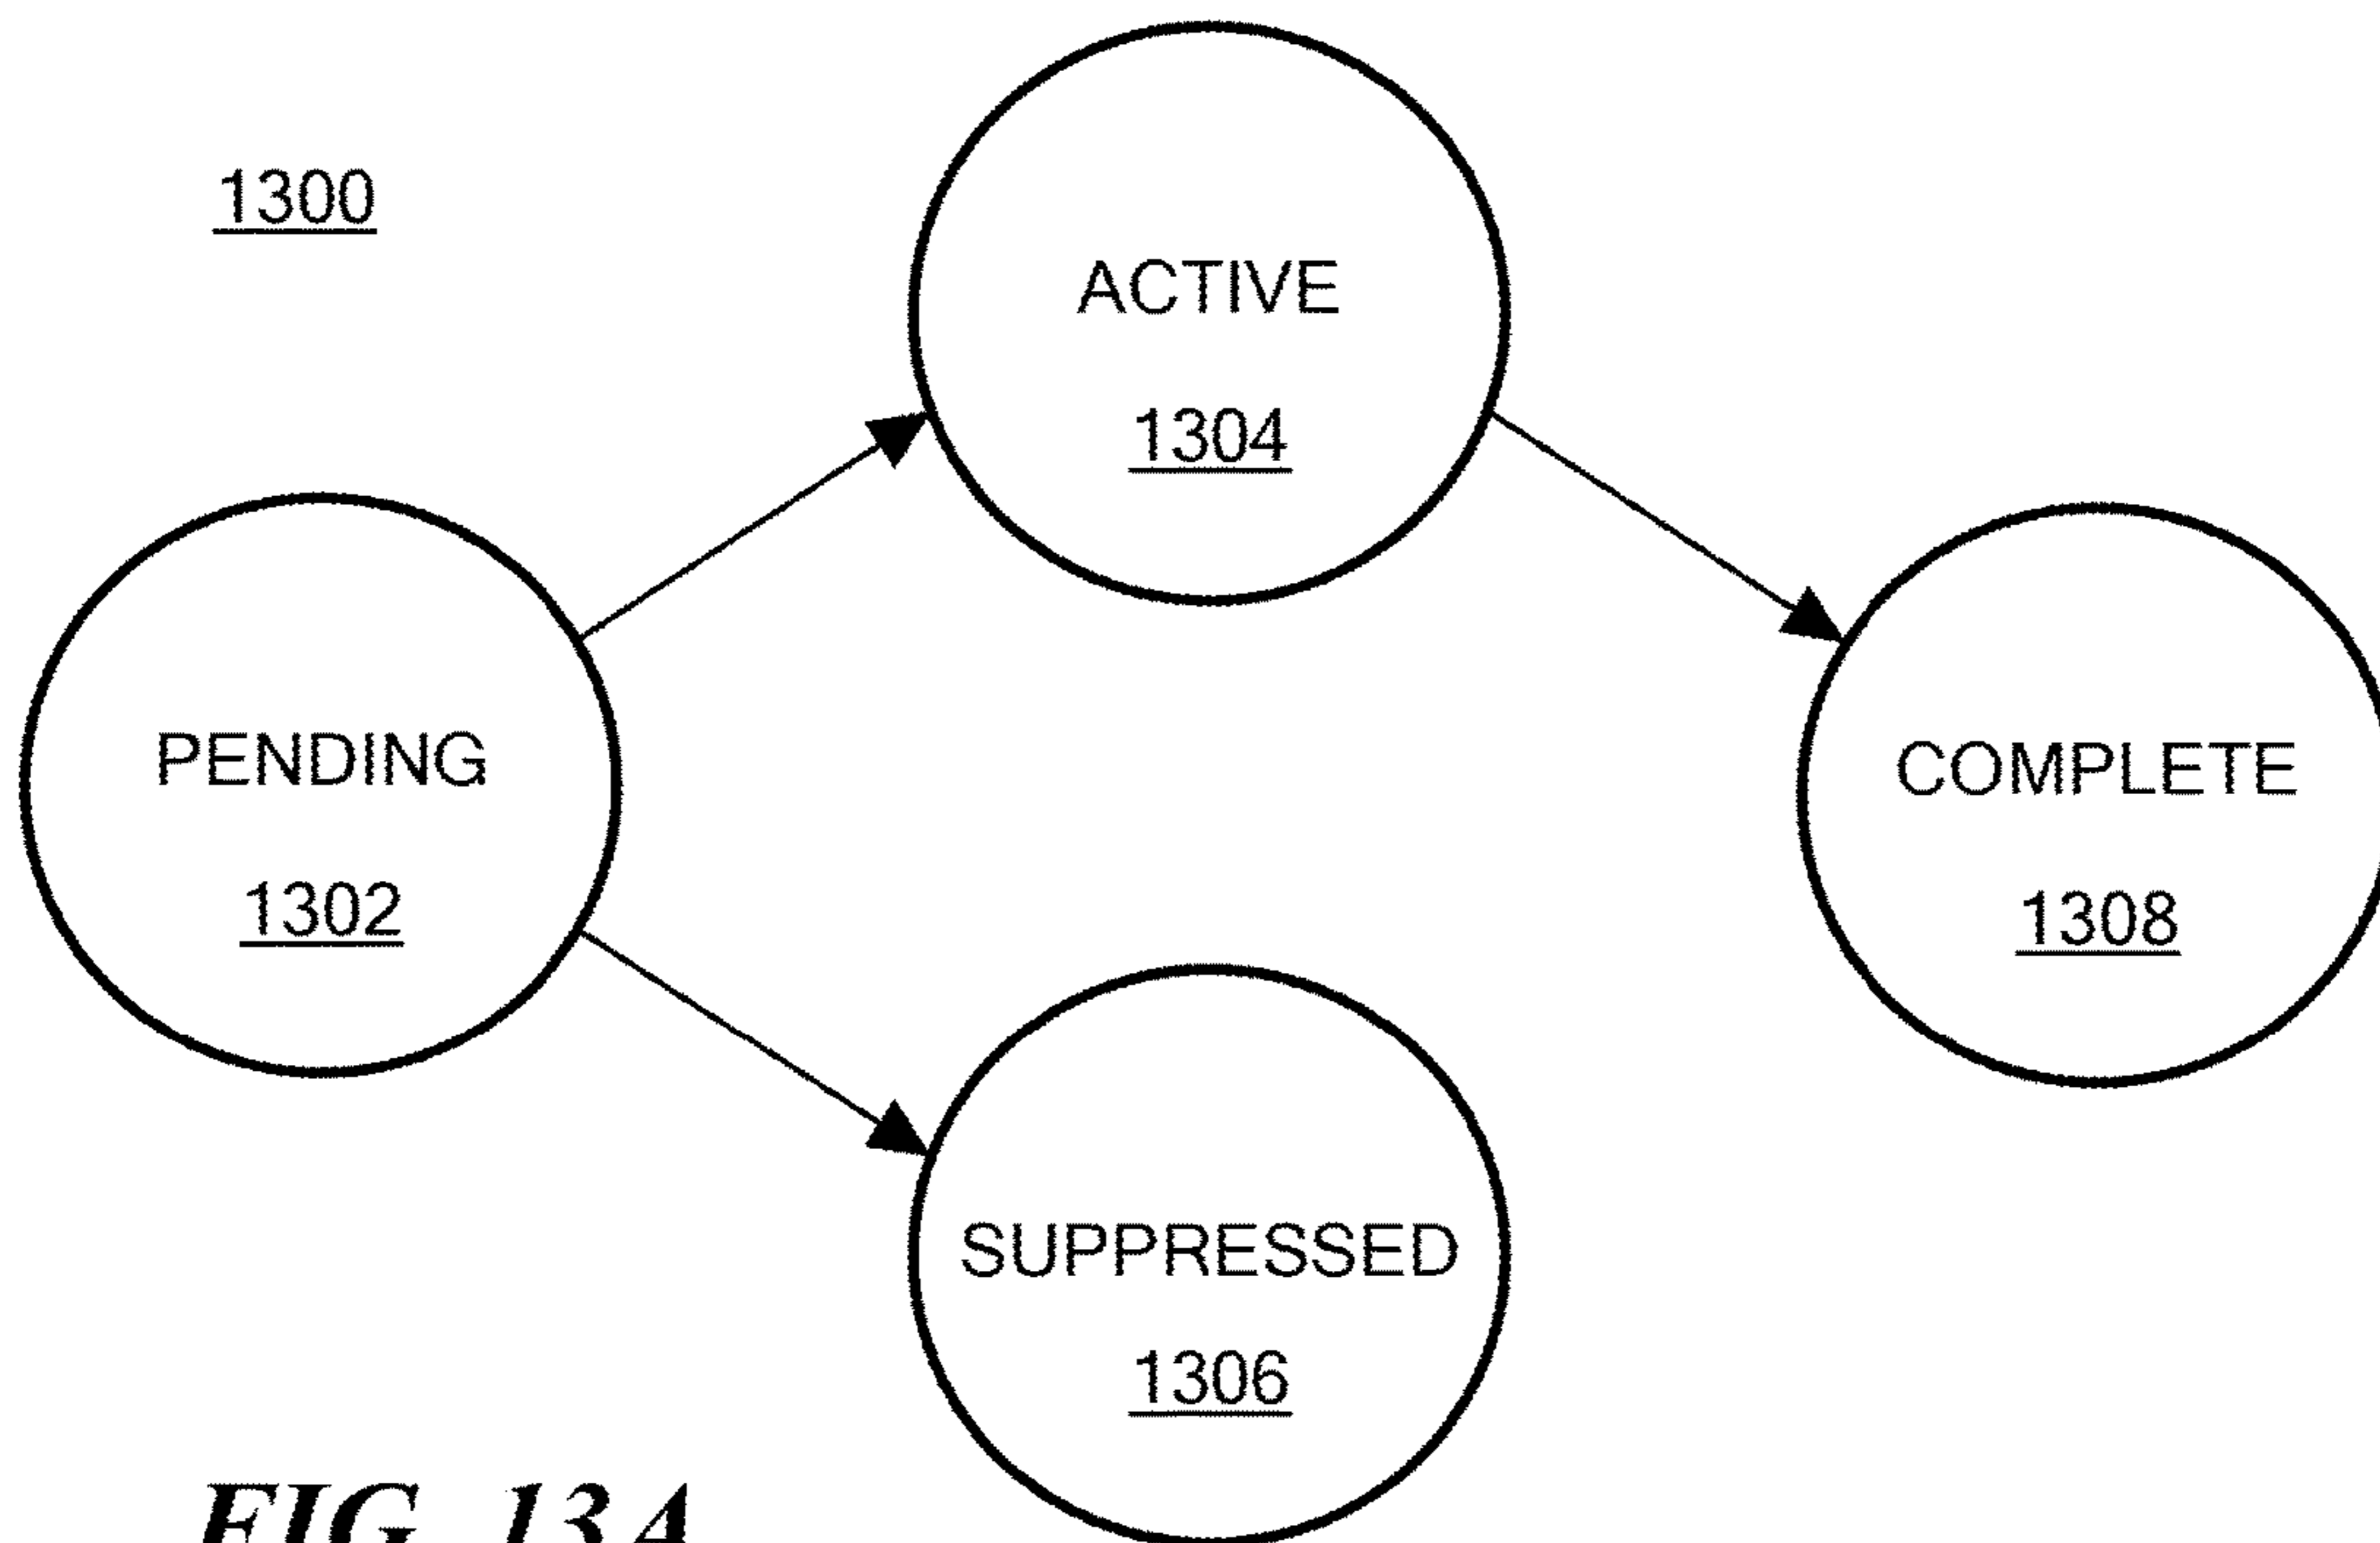 1300
ACTIVE
1304
PENDING
1302
COMPLETE
1308
SUPPRESSED
1306
FIG. 13A